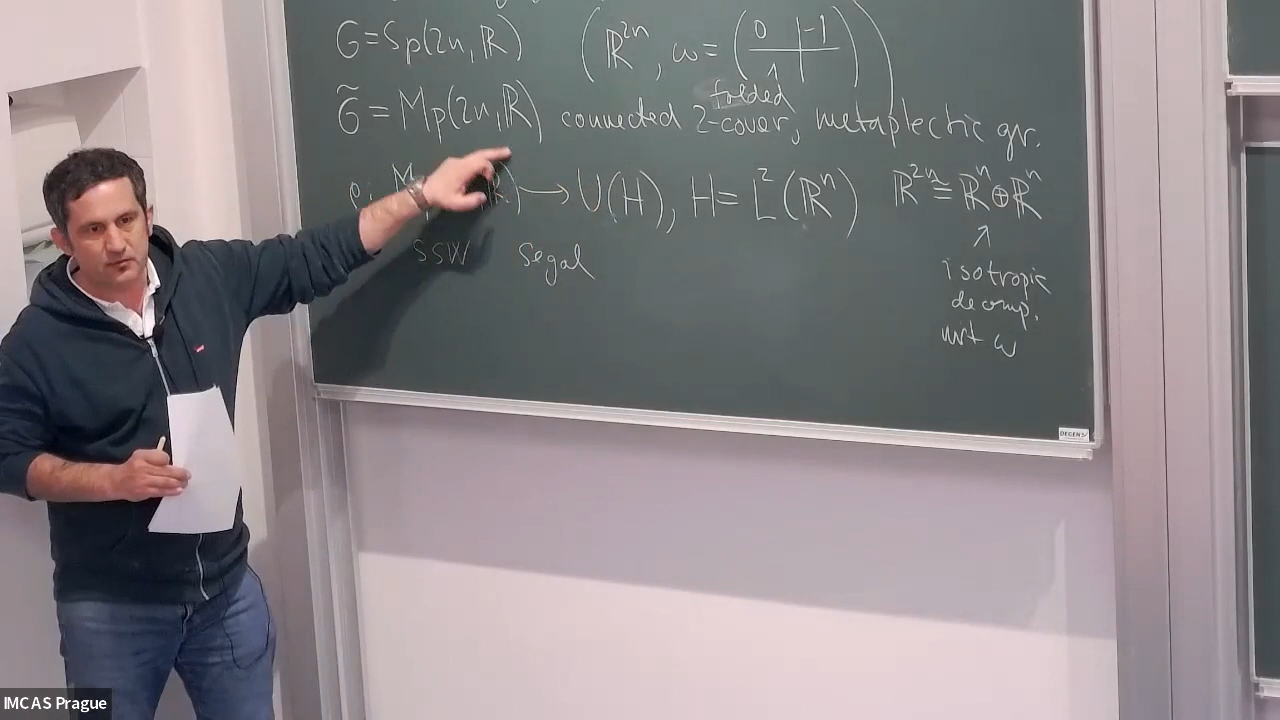 G=Sp(2n,ℝ) (ℝ²ⁿ, ω=(0 -1
1))
G̃ = Mp(2n,ℝ) connected 2-folded cover, metaplectic gr.
→ U(H), H= L²(ℝⁿ) ℝ²ⁿ ≅ ℝⁿ⊕ℝⁿ
SSW Segal
isotropic
decomp.
wrt ω
DEGEN
IMCAS Prague